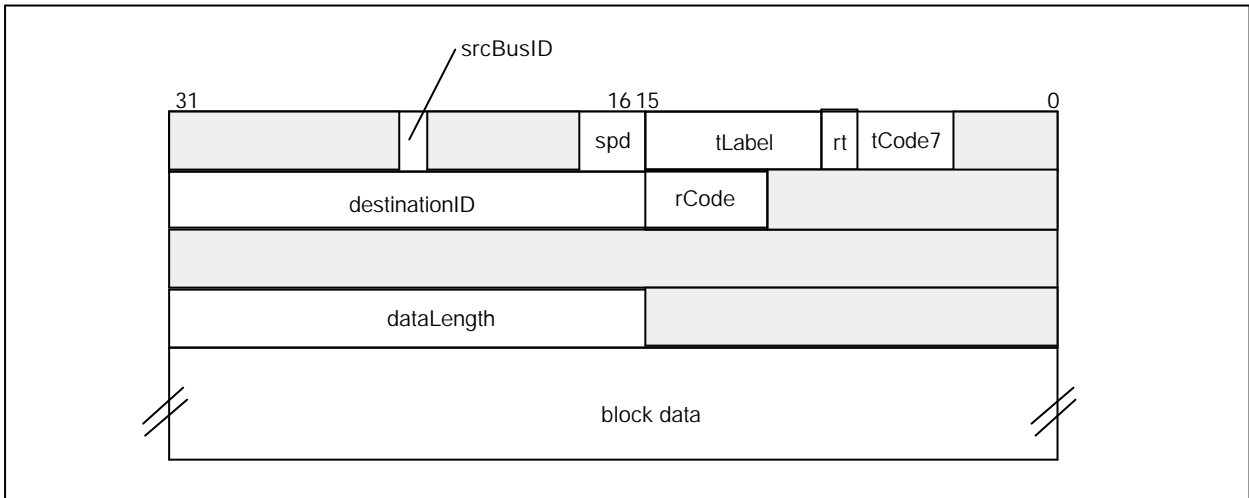 srcBusID
31 16 15 0
spd tLabel rt tCode7
destinationID rCode
dataLength
block data